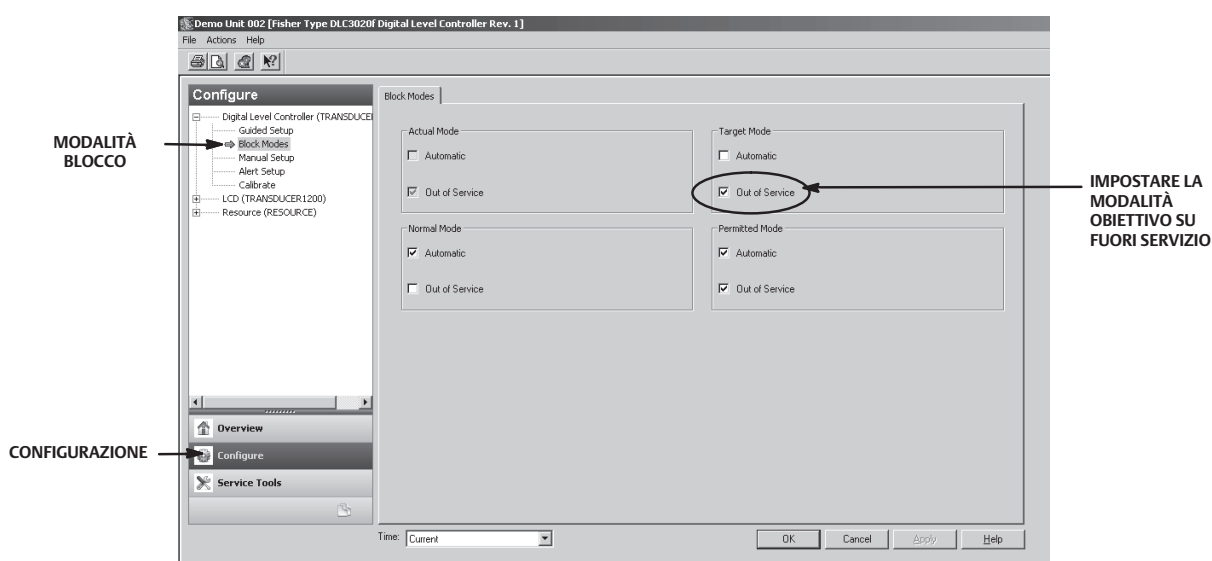 Demo Unit 002 [Fisher Type DLC3020f Digital Level Controller Rev. 1]
File Actions Help
Configure
Digital Level Controller (TRANSDUCE
Guided Setup
Block Modes
Manual Setup
Alert Setup
Calibrate
LCD (TRANSDUCER1200)
Resource (RESOURCE)
Block Modes
Actual Mode
Automatic
Out of Service
Target Mode
Automatic
Out of Service
Normal Mode
Automatic
Out of Service
Permitted Mode
Automatic
Out of Service
MODALITÀ
BLOCCO
IMPOSTARE LA
MODALITÀ
OBIETTIVO SU
FUORI SERVIZIO
CONFIGURAZIONE
Overview
Configure
Service Tools
Time: Current
OK Cancel Apply Help